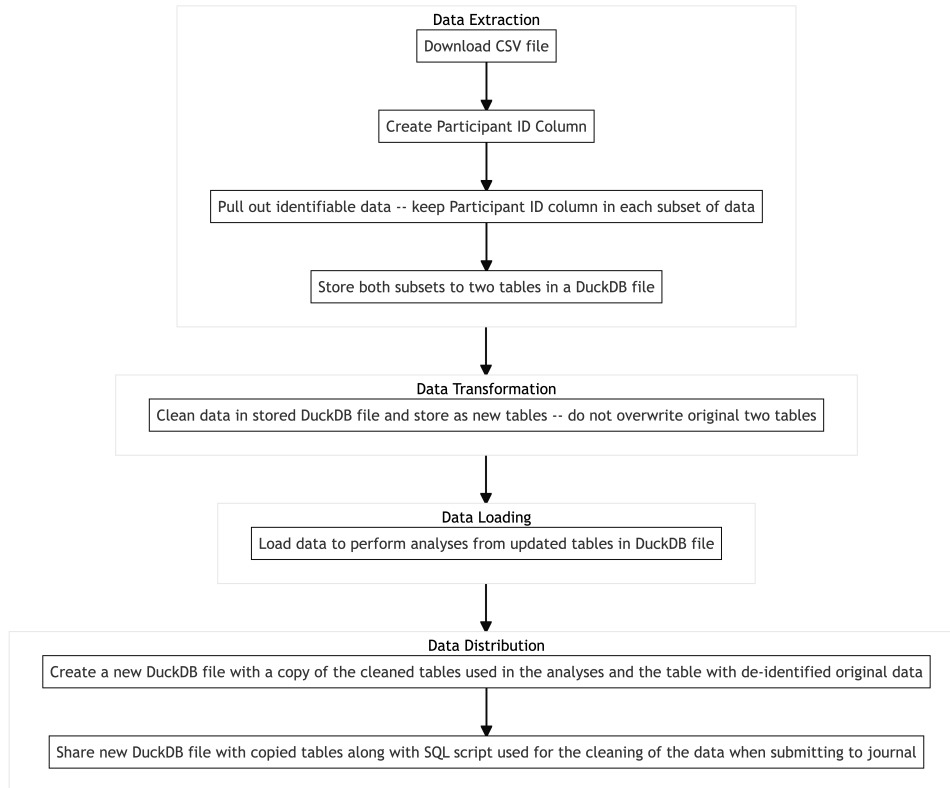 Data Extraction
Download CSV file
Create Participant ID Column
Pull out identifiable data -- keep Participant ID column in each subset of data
Store both subsets to two tables in a DuckDB file
Data Transformation
Clean data in stored DuckDB file and store as new tables -- do not overwrite original two tables
Data Loading
Load data to perform analyses from updated tables in DuckDB file
Data Distribution
Create a new DuckDB file with a copy of the cleaned tables used in the analyses and the table with de-identified original data
Share new DuckDB file with copied tables along with SQL script used for the cleaning of the data when submitting to journal